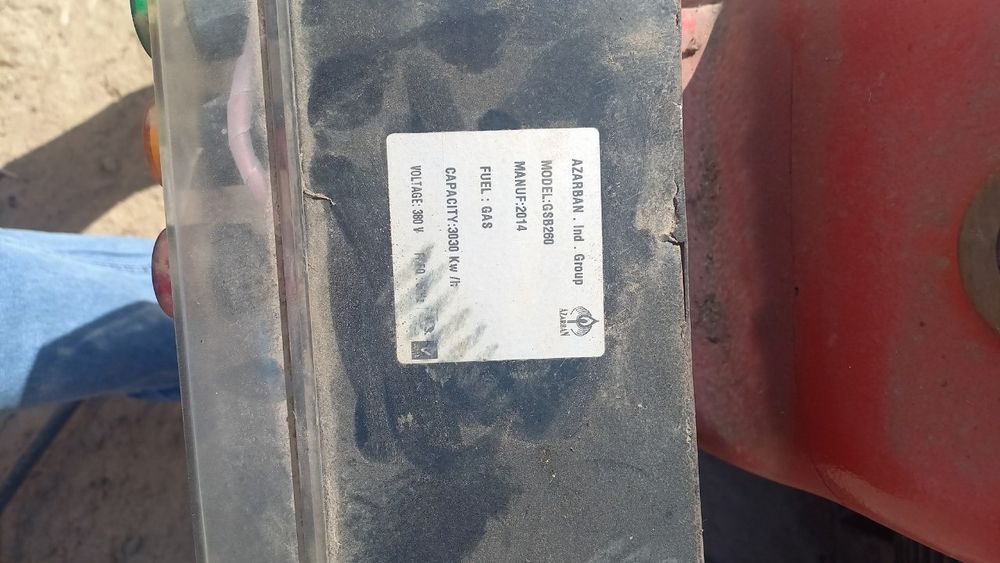 AZARBAN . Ind . Group
AZARBAN
MODEL:GSB260
MANUF:2014
FUEL : GAS
CAPACITY:3030 Kw /h
VOLTAGE: 380 V